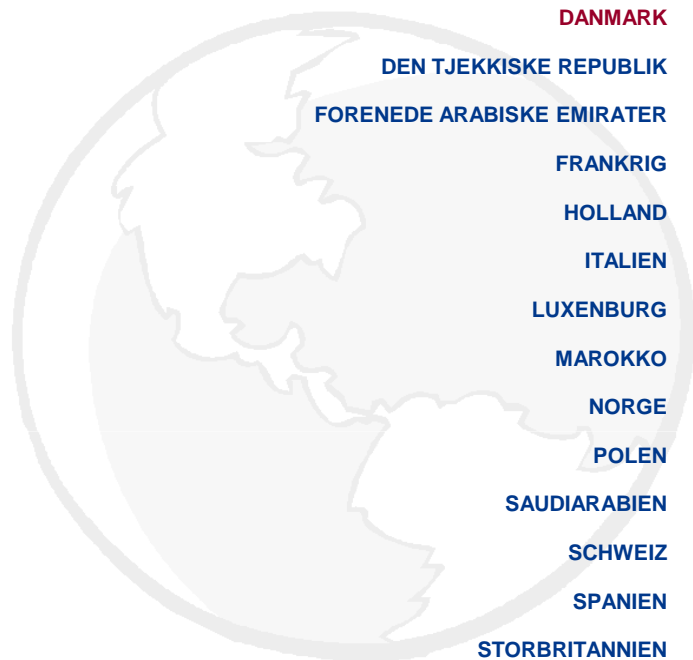 DANMARK
DEN TJEKKISKE REPUBLIK
FORENEDE ARABISKE EMIRATER
FRANKRIG
HOLLAND
ITALIEN
LUXENBURG
MAROKKO
NORGE
POLEN
SAUDIARABIEN
SCHWEIZ
SPANIEN
STORBRITANNIEN